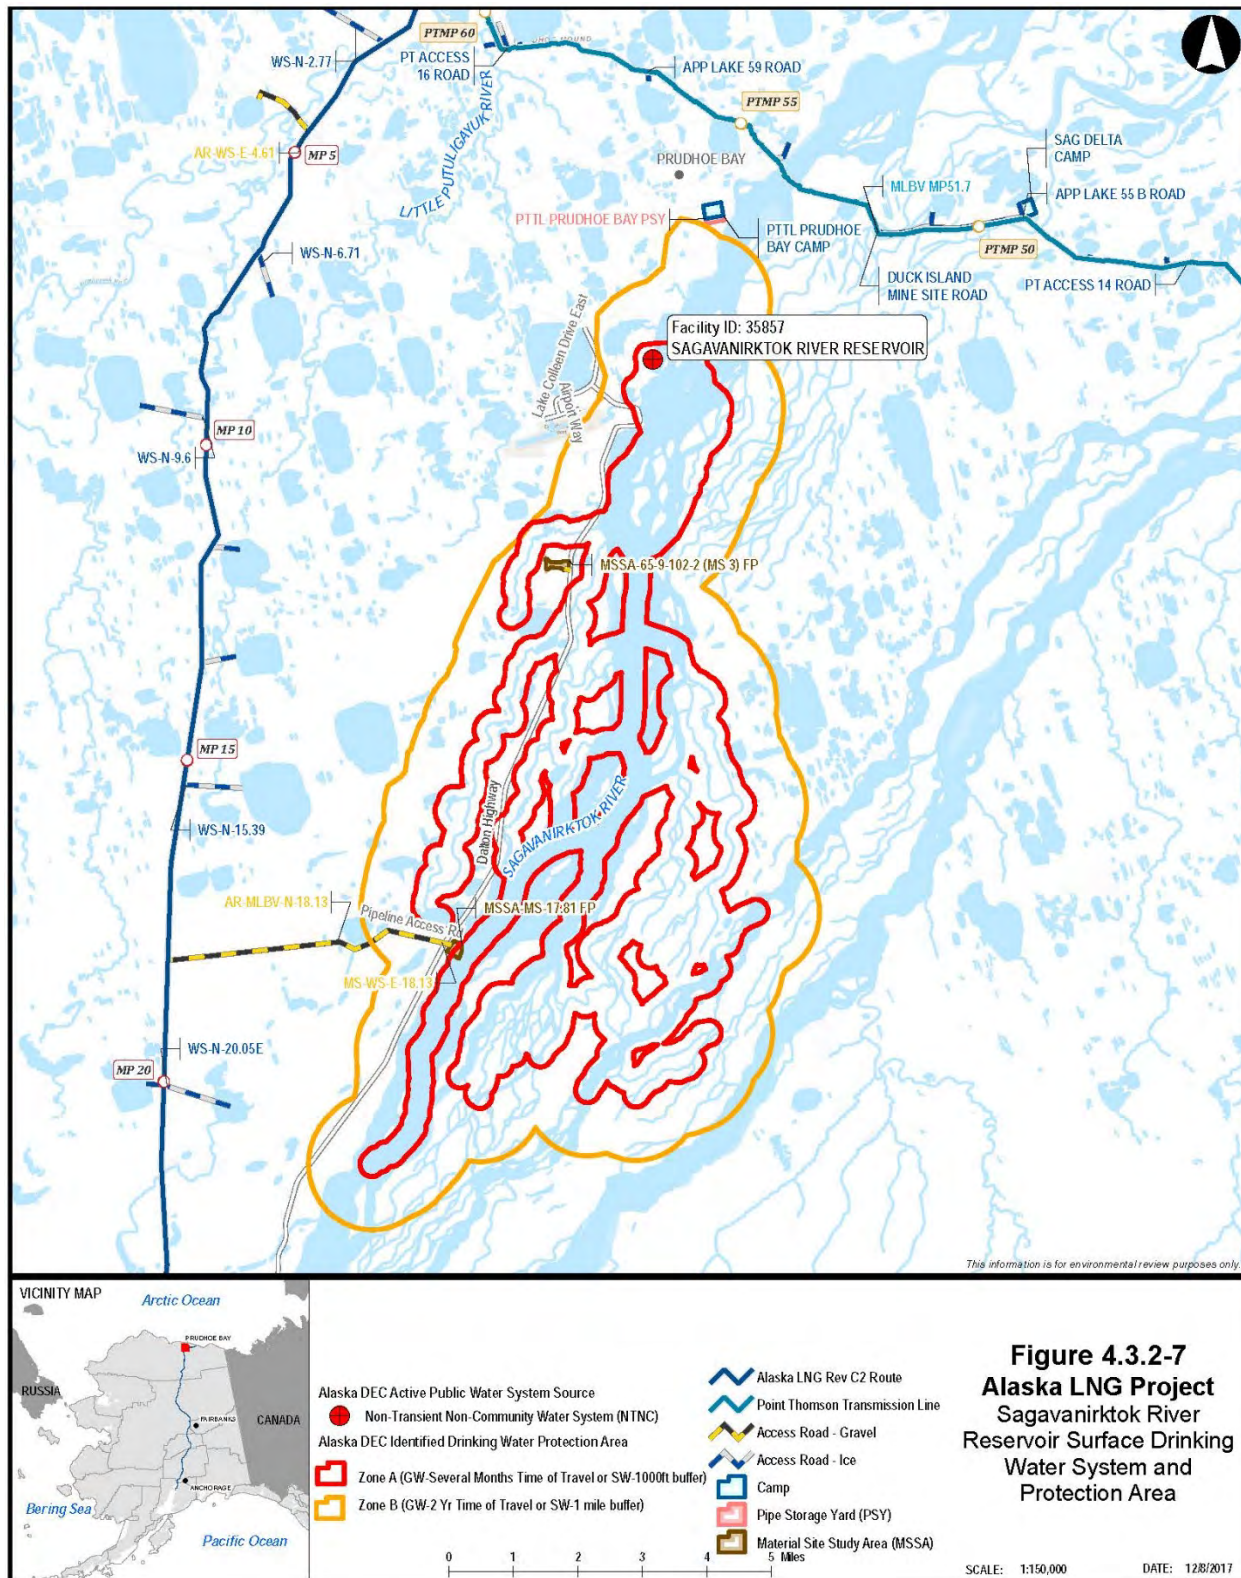 PTMP 60
WS-N-2.77
PT ACCESS
16 ROAD
APP LAKE 59 ROAD
PTMP 55
LITTLE PUTULIGAYUK RIVER
AR-WS-E-4.61
MP 5
PRUDHOE BAY
SAG DELTA
CAMP
MLBV MP51.7
APP LAKE 55 B ROAD
PTTL PRUDHOE BAY PSY
PTTL PRUDHOE
BAY CAMP
PTMP 50
WS-N-6.71
DUCK ISLAND
MINE SITE ROAD
PT ACCESS 14 ROAD
Facility ID: 35857
SAGAVANIRKTOK RIVER RESERVOIR
Lake Colleen Drive East
Airport Way
MP 10
WS-N-9.6
MSSA-65-9-102-2 (MS 3) FP
MP 15
WS-N-15.39
Dalton Highway
SAGAVANIRKTOK RIVER
AR-MLBV-N-18.13
Pipeline Access Rd
MSSA-MS-17.81 FP
MS-WS-E-18.13
WS-N-20.05E
MP 20
This information is for environmental review purposes only.
VICINITY MAP
Arctic Ocean
PRUDHOE BAY
RUSSIA
FAIRBANKS
CANADA
ANCHORAGE
Bering Sea
Pacific Ocean
Alaska DEC Active Public Water System Source
Non-Transient Non-Community Water System (NTNC)
Alaska DEC Identified Drinking Water Protection Area
Zone A (GW-Several Months Time of Travel or SW-1000ft buffer)
Zone B (GW-2 Yr Time of Travel or SW-1 mile buffer)
Alaska LNG Rev C2 Route
Point Thomson Transmission Line
Access Road - Gravel
Access Road - Ice
Camp
Pipe Storage Yard (PSY)
Material Site Study Area (MSSA)
0 1 2 3 4 5 Miles
Figure 4.3.2-7
Alaska LNG Project
Sagavanirktok River
Reservoir Surface Drinking
Water System and
Protection Area
SCALE: 1:150,000 DATE: 12/8/2017